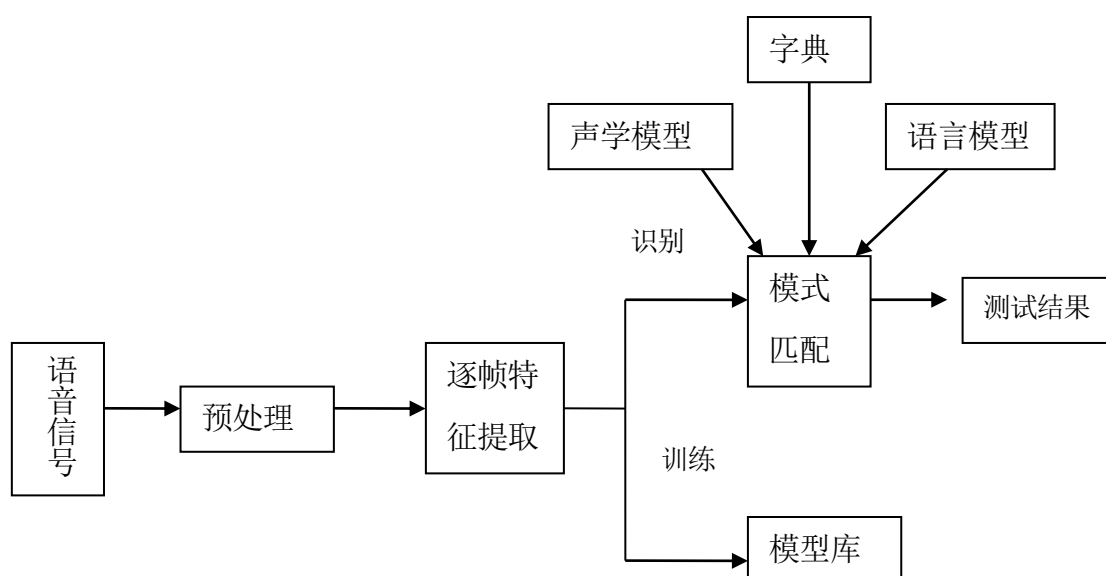 字典
声学模型
语言模型
识别
模式
匹配
测试结果
语音信号
预处理
逐帧特
征提取
训练
模型库